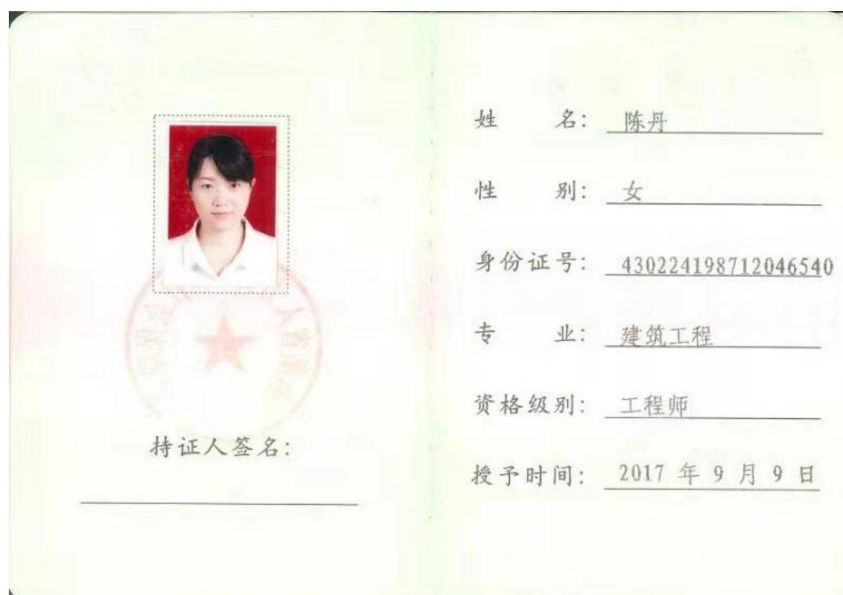 持证人签名：
姓　　名：陈丹
性　　别：女
身份证号：430224198712046540
专　　业：建筑工程
资格级别：工程师
授予时间：2017 年 9 月 9 日